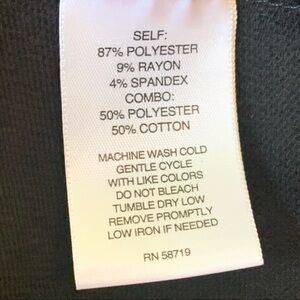 SELF:
87% POLYESTER
9% RAYON
4% SPANDEX
COMBO:
50% POLYESTER
50% COTTON
MACHINE WASH COLD
GENTLE CYCLE
WITH LIKE COLORS
DO NOT BLEACH
TUMBLE DRY LOW
REMOVE PROMPTLY
LOW IRON IF NEEDED
RN 58719